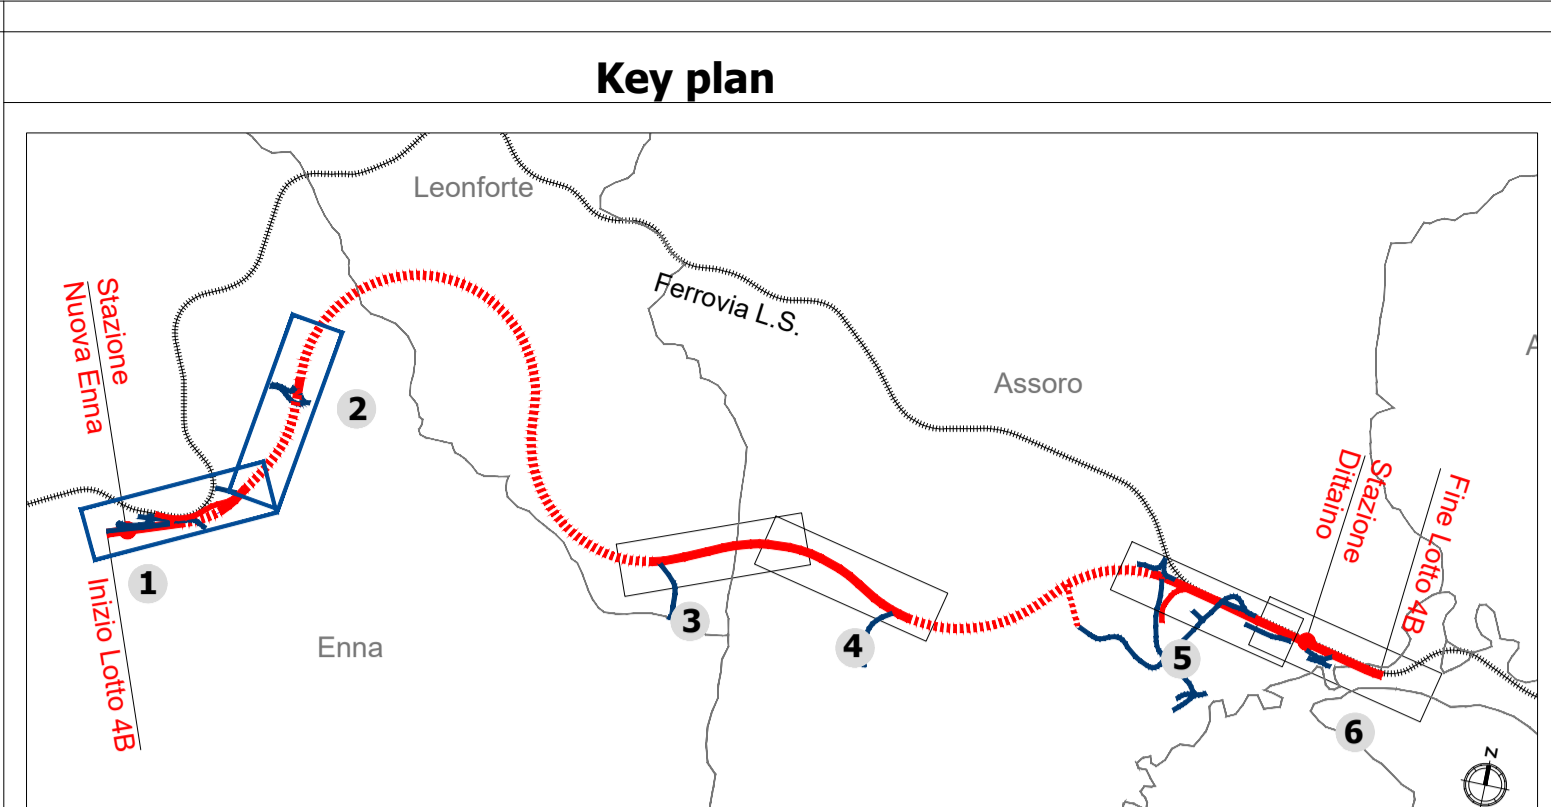 Key plan
Leonforte
Ferrovia L.S.
Stazione
Nuova Enna
2
Assoro
A
Stazione
Dittaino
Fine Lotto 4B
1
Inizio Lotto 4B
Enna
3
4
5
6
N